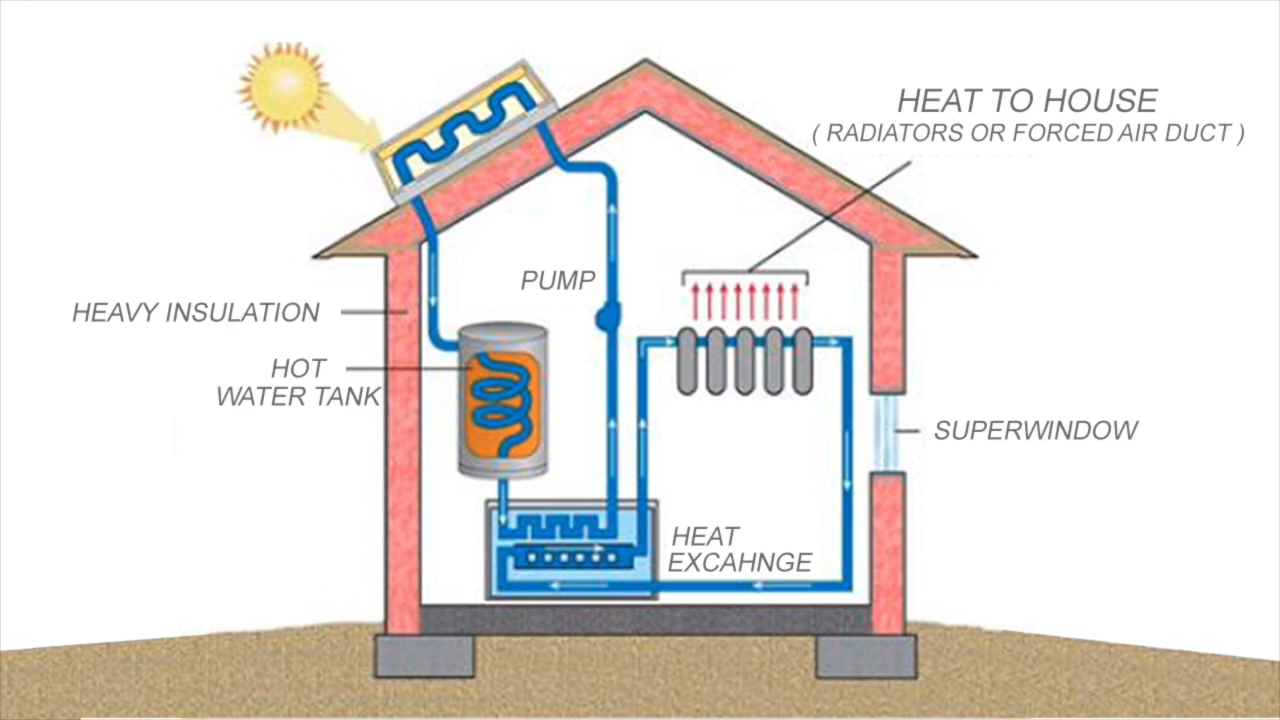 HEAT TO HOUSE
( RADIATORS OR FORCED AIR DUCT )
PUMP
HEAVY INSULATION
HOT
WATER TANK
SUPERWINDOW
HEAT
EXCAHNGE